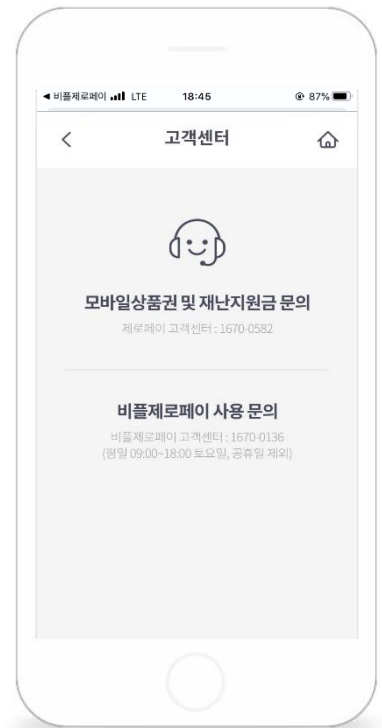 ◀ 비플제로페이 LTE 18:45 87%
고객센터
모바일상품권 및 재난지원금 문의
제로페이 고객센터 : 1670-0582
비플제로페이 사용 문의
비플제로페이 고객센터 : 1670-0136
(평일 09:00~18:00 토요일, 공휴일 제외)